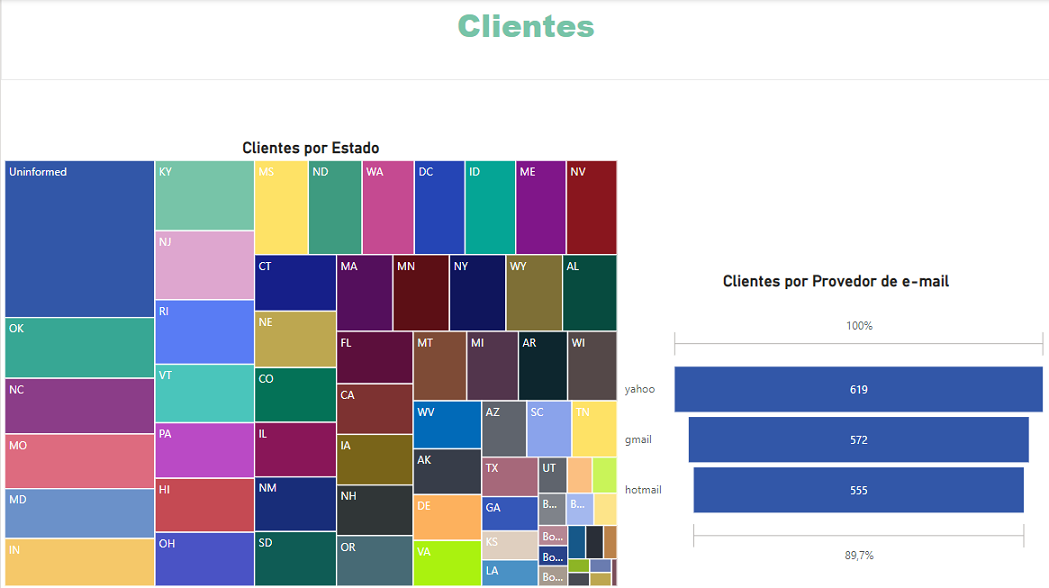 Clientes
Clientes por Estado
Uninformed
OK
NC
MO
MD
IN
KY
NJ
RI
VT
PA
HI
OH
MS
ND
WA
DC
ID
ME
NV
CT
NE
CO
IL
NM
SD
MA
MN
NY
WY
AL
FL
CA
IA
NH
OR
MT
MI
AR
WI
WV
AK
DE
VA
AZ
SC
TN
TX
GA
KS
LA
UT
B...
B...
Bo...
Bo...
Bo...
Clientes por Provedor de e-mail
100%
yahoo 619
gmail 572
hotmail 555
89,7%